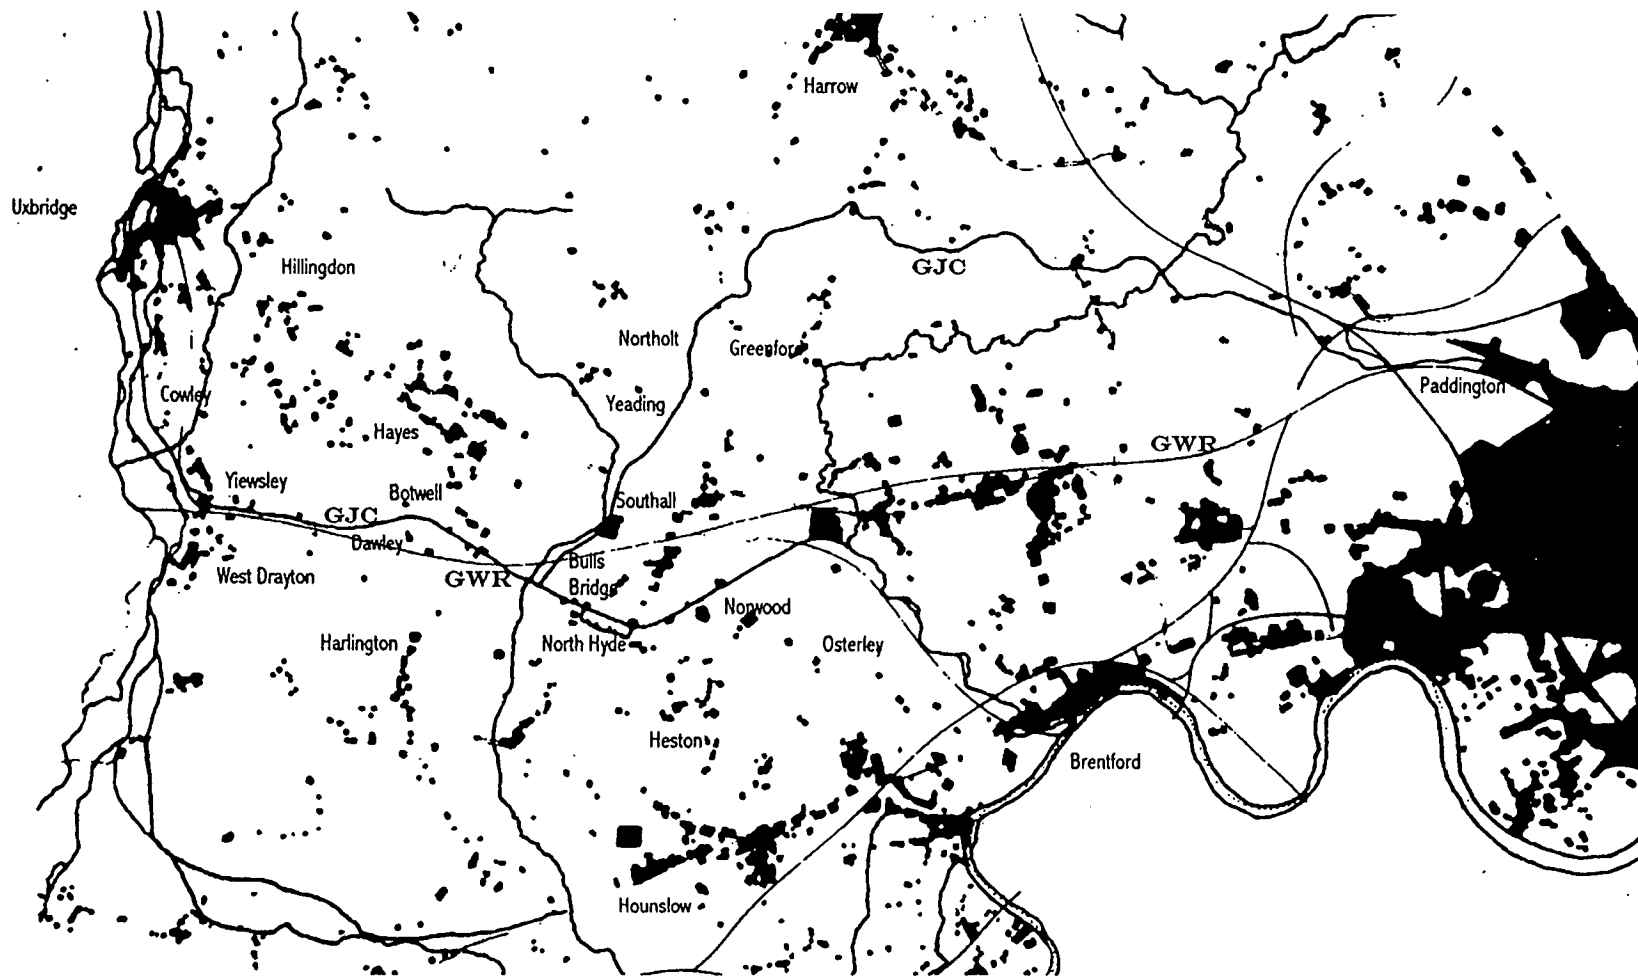 Harrow
Uxbridge
Hillingdon
GJC
Northolt
Greenford
Cowley
Yeading
Paddington
Hayes
GWR
Yiewsley
Botwell
Southall
GJC
Dawley
Bulls
Bridge
West Drayton
GWR
Norwood
Harlington
North Hyde
Osterley
Heston
Brentford
Hounslow